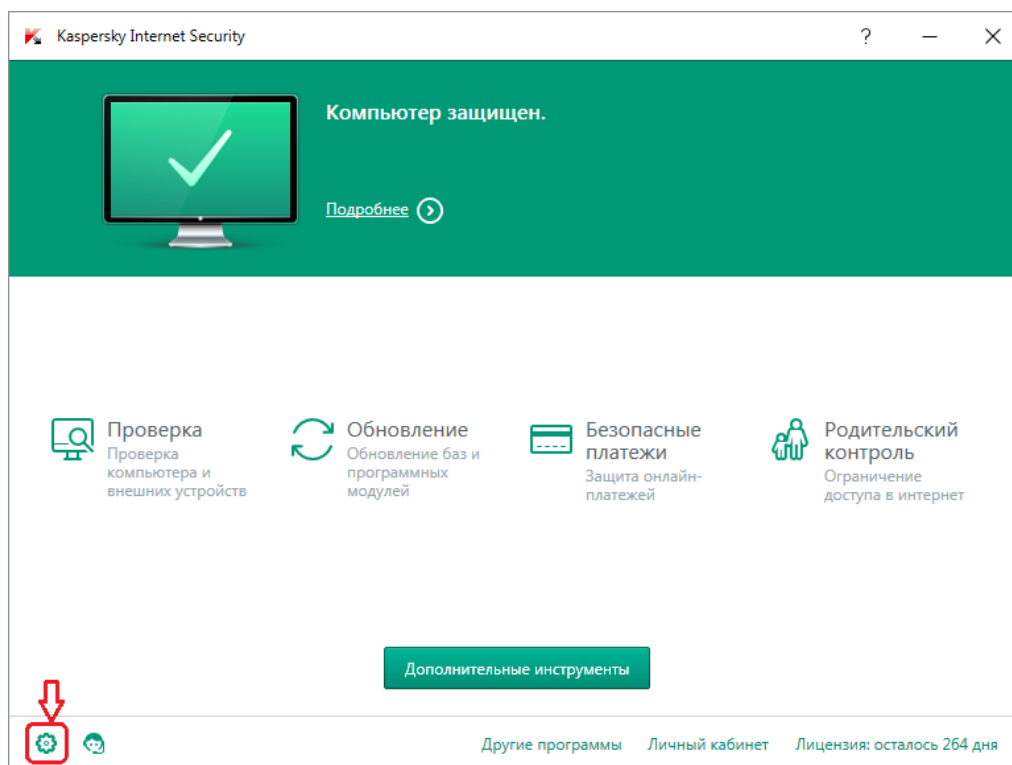 Kaspersky Internet Security
?
Компьютер защищен.
Подробнее
Проверка
Проверка
компьютера и
внешних устройств
Обновление
Обновление баз и
программных
модулей
Безопасные
платежи
Защита онлайн-
платежей
Родительский
контроль
Ограничение
доступа в интернет
Дополнительные инструменты
Другие программы
Личный кабинет
Лицензия: осталось 264 дня